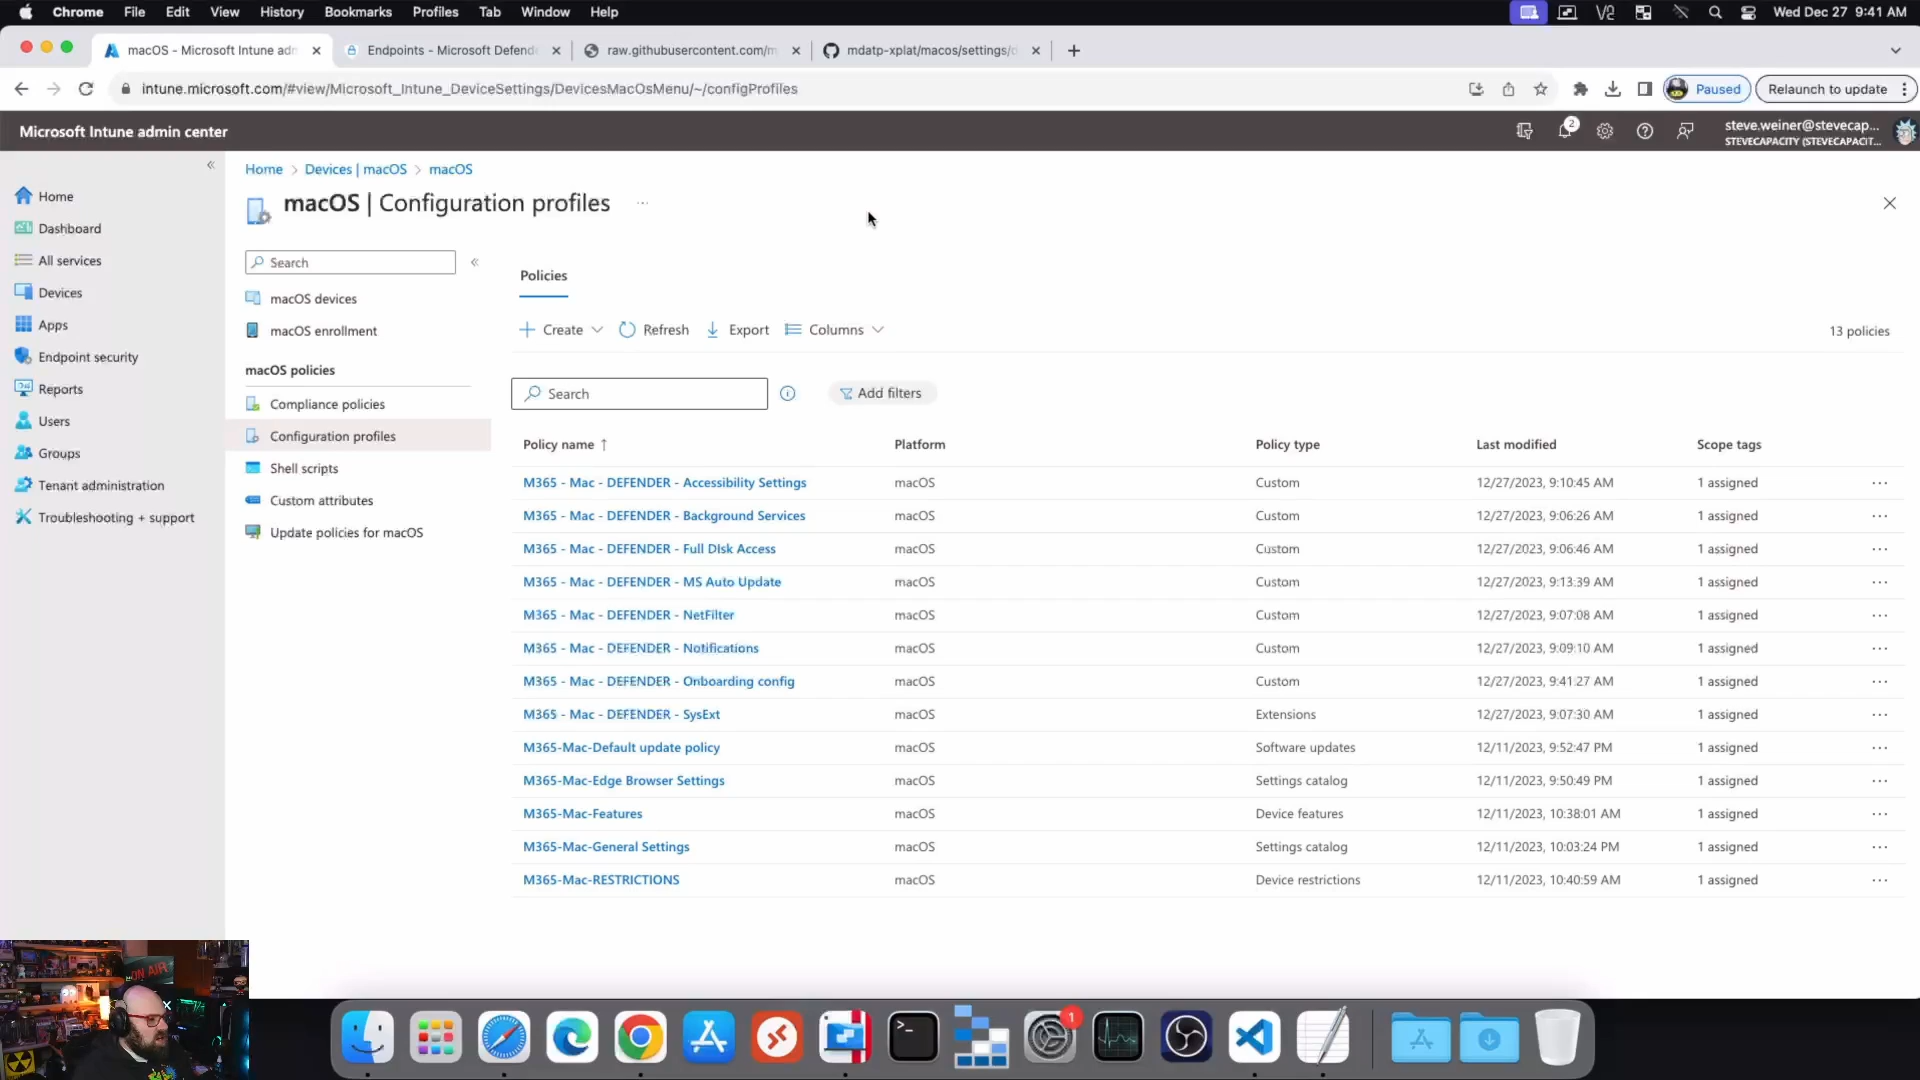 Chrome File Edit View History Bookmarks Profiles Tab Window Help Wed Dec 27 9:41 AM
macOS - Microsoft Intune adn
Endpoints - Microsoft Defend
raw.githubusercontent.com/m
mdatp-xplat/macos/settings/d
intune.microsoft.com/#view/Microsoft_Intune_DeviceSettings/DevicesMacOsMenu/~/configProfiles
Paused
Relaunch to update
Microsoft Intune admin center
2
steve.weiner@stevecap...
STEVECAPACITY (STEVECAPACIT...
Home
Dashboard
All services
Devices
Apps
Endpoint security
Reports
Users
Groups
Tenant administration
Troubleshooting + support
Home > Devices | macOS > macOS
macOS | Configuration profiles ...
Search
macOS devices
macOS enrollment
macOS policies
Compliance policies
Configuration profiles
Shell scripts
Custom attributes
Update policies for macOS
Policies
Create Refresh Export Columns
13 policies
Search
Add filters
Policy name ↑ Platform Policy type Last modified Scope tags
M365 - Mac - DEFENDER - Accessibility Settings macOS Custom 12/27/2023, 9:10:45 AM 1 assigned ...
M365 - Mac - DEFENDER - Background Services macOS Custom 12/27/2023, 9:06:26 AM 1 assigned ...
M365 - Mac - DEFENDER - Full DIsk Access macOS Custom 12/27/2023, 9:06:46 AM 1 assigned ...
M365 - Mac - DEFENDER - MS Auto Update macOS Custom 12/27/2023, 9:13:39 AM 1 assigned ...
M365 - Mac - DEFENDER - NetFilter macOS Custom 12/27/2023, 9:07:08 AM 1 assigned ...
M365 - Mac - DEFENDER - Notifications macOS Custom 12/27/2023, 9:09:10 AM 1 assigned ...
M365 - Mac - DEFENDER - Onboarding config macOS Custom 12/27/2023, 9:41:27 AM 1 assigned ...
M365 - Mac - DEFENDER - SysExt macOS Extensions 12/27/2023, 9:07:30 AM 1 assigned ...
M365-Mac-Default update policy macOS Software updates 12/11/2023, 9:52:47 PM 1 assigned ...
M365-Mac-Edge Browser Settings macOS Settings catalog 12/11/2023, 9:50:49 PM 1 assigned ...
M365-Mac-Features macOS Device features 12/11/2023, 10:38:01 AM 1 assigned ...
M365-Mac-General Settings macOS Settings catalog 12/11/2023, 10:03:24 PM 1 assigned ...
M365-Mac-RESTRICTIONS macOS Device restrictions 12/11/2023, 10:40:59 AM 1 assigned ...
ON AIR
1